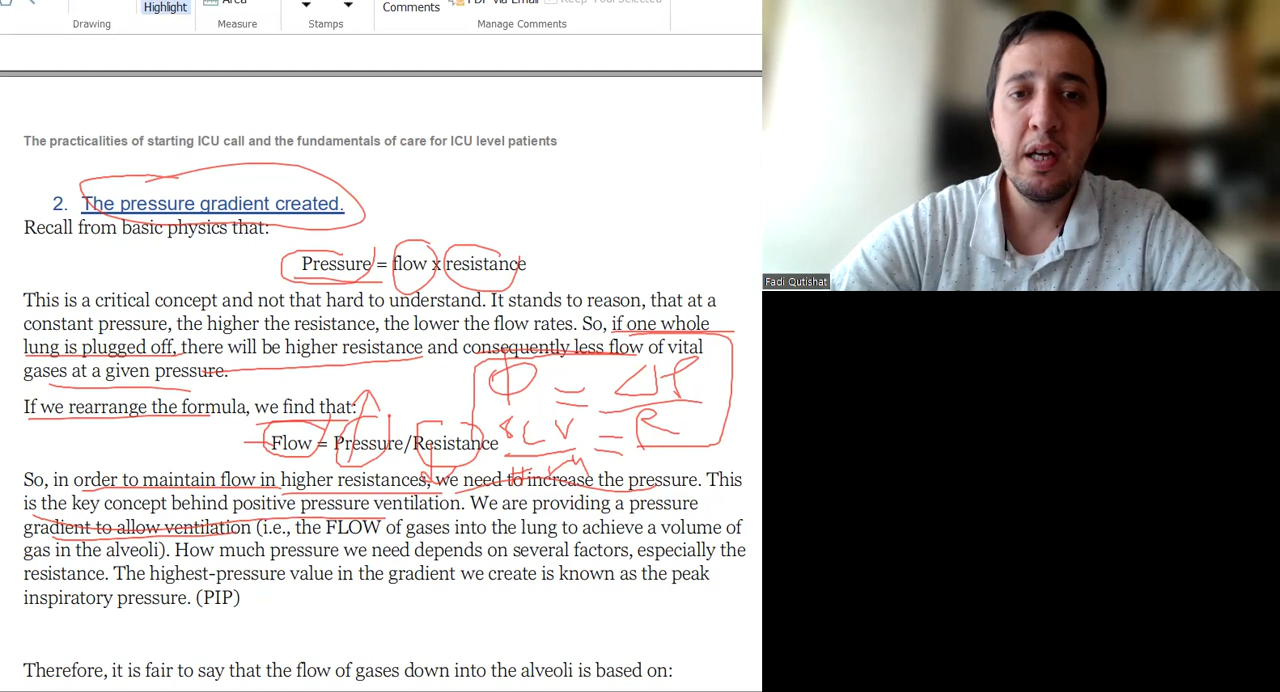 Highlight
Area
Comments
PDF via Email
Keep Tool Selected
Drawing
Measure
Stamps
Manage Comments
The practicalities of starting ICU call and the fundamentals of care for ICU level patients
2. The pressure gradient created.
Recall from basic physics that:
Pressure = flow x resistance
This is a critical concept and not that hard to understand. It stands to reason, that at a
constant pressure, the higher the resistance, the lower the flow rates. So, if one whole
lung is plugged off, there will be higher resistance and consequently less flow of vital
gases at a given pressure.
Φ = ΔP
R
If we rearrange the formula, we find that:
Flow = Pressure/Resistance
So, in order to maintain flow in higher resistances, we need to increase the pressure. This
is the key concept behind positive pressure ventilation. We are providing a pressure
gradient to allow ventilation (i.e., the FLOW of gases into the lung to achieve a volume of
gas in the alveoli). How much pressure we need depends on several factors, especially the
resistance. The highest-pressure value in the gradient we create is known as the peak
inspiratory pressure. (PIP)
Therefore, it is fair to say that the flow of gases down into the alveoli is based on:
Fadi Qutishat